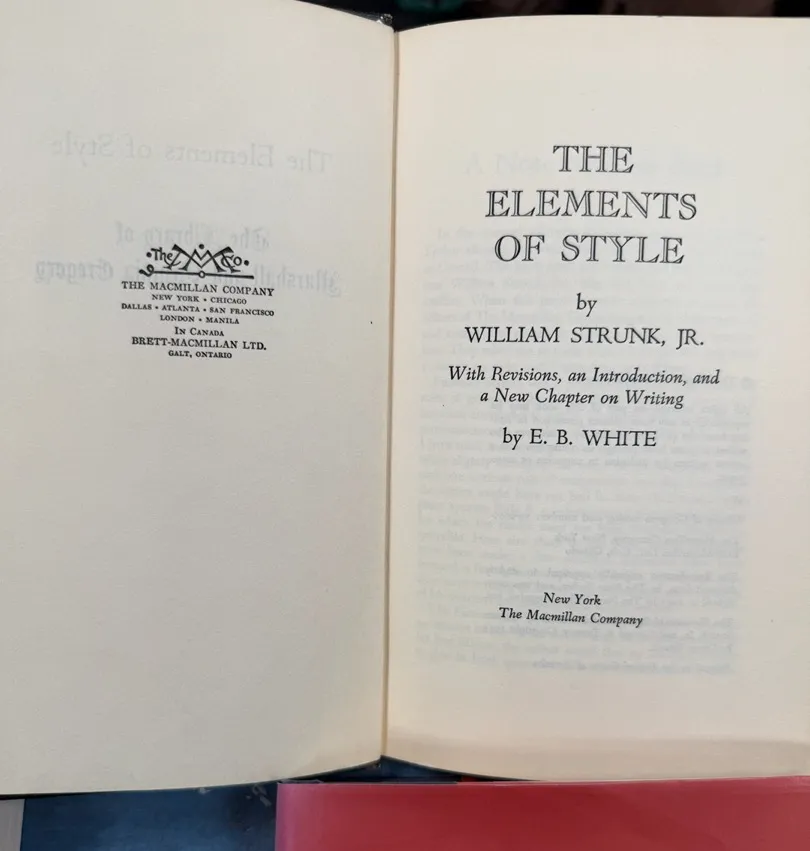 The M Co.
THE MACMILLAN COMPANY
NEW YORK • CHICAGO
DALLAS • ATLANTA • SAN FRANCISCO
LONDON • MANILA
IN CANADA
BRETT-MACMILLAN LTD.
GALT, ONTARIO
THE
ELEMENTS
OF STYLE
by
WILLIAM STRUNK, JR.
With Revisions, an Introduction, and
a New Chapter on Writing
by E. B. WHITE
New York
The Macmillan Company